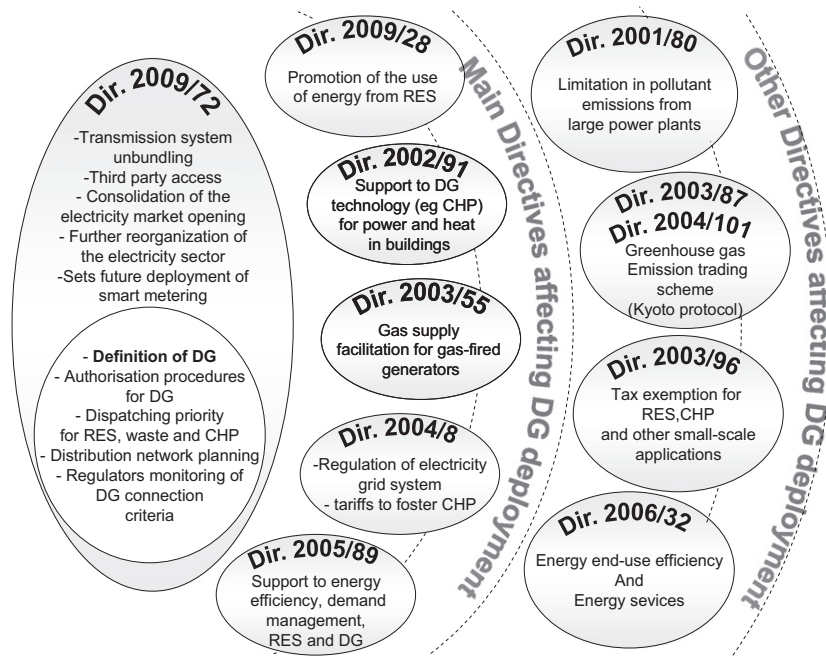 Dir. 2009/72
-Transmission system
unbundling
-Third party access
- Consolidation of the
electricity market opening
- Further reorganization of
the electricity sector
-Sets future deployment of
smart metering
- Definition of DG
- Authorisation procedures
for DG
- Dispatching priority
for RES, waste and CHP
- Distribution network planning
- Regulators monitoring of
DG connection
criteria
Dir. 2009/28
Promotion of the use
of energy from RES
Dir. 2002/91
Support to DG
technology (eg CHP)
for power and heat
in buildings
Dir. 2003/55
Gas supply
facilitation for gas-fired
generators
Dir. 2004/8
-Regulation of electricity
grid system
- tariffs to foster CHP
Dir. 2005/89
Support to energy
efficiency, demand
management,
RES and DG
Main Directives affecting DG deployment
Dir. 2001/80
Limitation in pollutant
emissions from
large power plants
Dir. 2003/87
Dir. 2004/101
Greenhouse gas
Emission trading
scheme
(Kyoto protocol)
Dir. 2003/96
Tax exemption for
RES,CHP
and other small-scale
applications
Dir. 2006/32
Energy end-use efficiency
And
Energy sevices
Other Directives affecting DG deployment